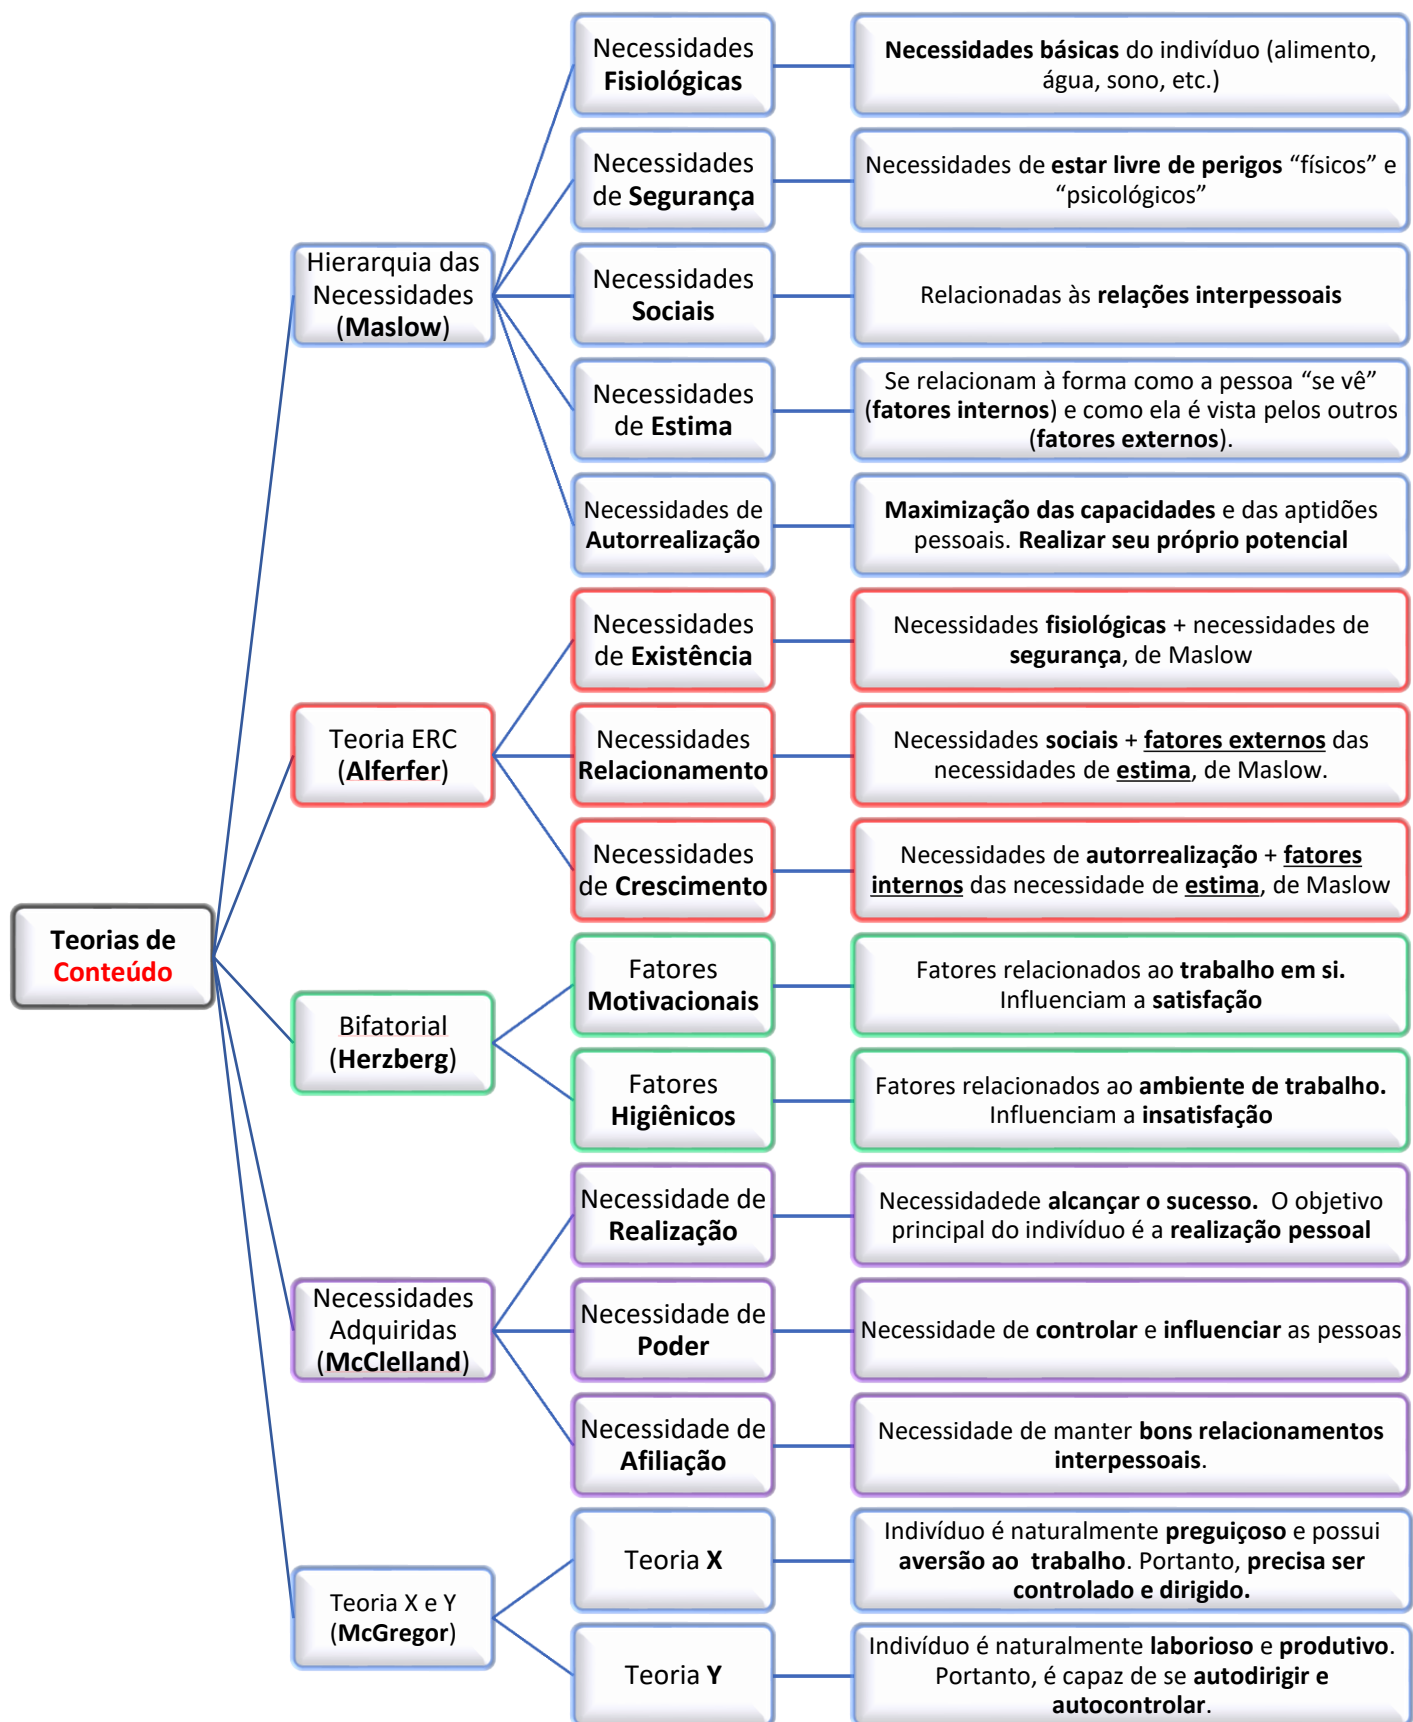 Teorias de
Conteúdo
Hierarquia das
Necessidades
(Maslow)
Necessidades
Fisiológicas
Necessidades básicas do indivíduo (alimento,
água, sono, etc.)
Necessidades
de Segurança
Necessidades de estar livre de perigos “físicos” e
“psicológicos”
Necessidades
Sociais
Relacionadas às relações interpessoais
Necessidades
de Estima
Se relacionam à forma como a pessoa “se vê”
(fatores internos) e como ela é vista pelos outros
(fatores externos).
Necessidades de
Autorrealização
Maximização das capacidades e das aptidões
pessoais. Realizar seu próprio potencial
Teoria ERC
(Alferfer)
Necessidades
de Existência
Necessidades fisiológicas + necessidades de
segurança, de Maslow
Necessidades
Relacionamento
Necessidades sociais + fatores externos das
necessidades de estima, de Maslow.
Necessidades
de Crescimento
Necessidades de autorrealização + fatores
internos das necessidade de estima, de Maslow
Bifatorial
(Herzberg)
Fatores
Motivacionais
Fatores relacionados ao trabalho em si.
Influenciam a satisfação
Fatores
Higiênicos
Fatores relacionados ao ambiente de trabalho.
Influenciam a insatisfação
Necessidades
Adquiridas
(McClelland)
Necessidade de
Realização
Necessidadede alcançar o sucesso. O objetivo
principal do indivíduo é a realização pessoal
Necessidade de
Poder
Necessidade de controlar e influenciar as pessoas
Necessidade de
Afiliação
Necessidade de manter bons relacionamentos
interpessoais.
Teoria X e Y
(McGregor)
Teoria X
Indivíduo é naturalmente preguiçoso e possui
aversão ao trabalho. Portanto, precisa ser
controlado e dirigido.
Teoria Y
Indivíduo é naturalmente laborioso e produtivo.
Portanto, é capaz de se autodirigir e
autocontrolar.